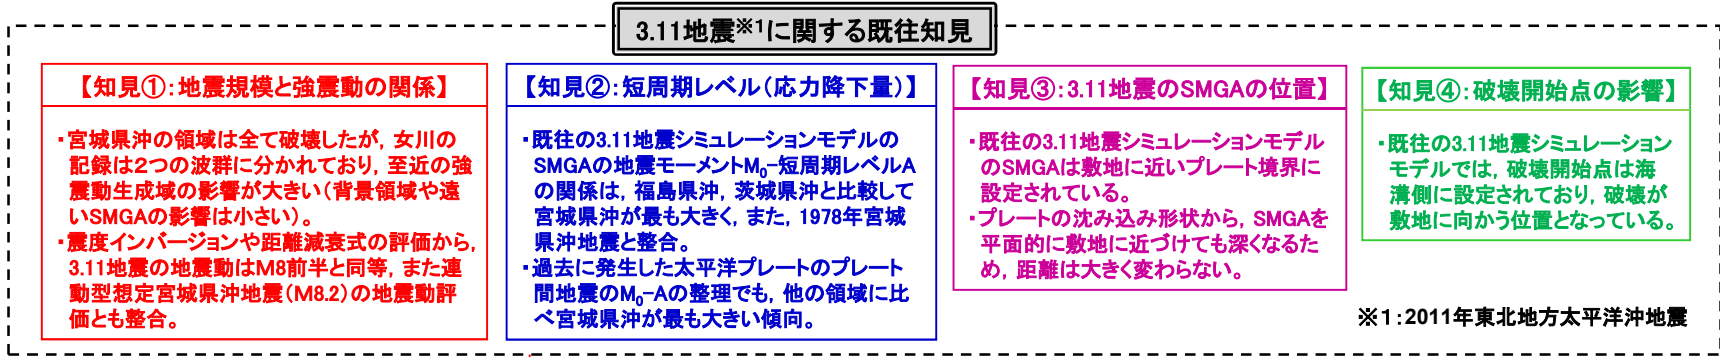 3.11地震※1に関する既往知見
【知見①：地震規模と強震動の関係】
・宮城県沖の領域は全て破壊したが，女川の
記録は２つの波群に分かれており，至近の強
震動生成域の影響が大きい（背景領域や遠
いSMGAの影響は小さい）。
・震度インバージョンや距離減衰式の評価から，
3.11地震の地震動はM8前半と同等，また連
動型想定宮城県沖地震（M8.2）の地震動評
価とも整合。
【知見②：短周期レベル（応力降下量）】
・既往の3.11地震シミュレーションモデルの
SMGAの地震モーメントM0-短周期レベルA
の関係は，福島県沖，茨城県沖と比較して
宮城県沖が最も大きく，また，1978年宮城
県沖地震と整合。
・過去に発生した太平洋プレートのプレート
間地震のM0-Aの整理でも，他の領域に比
べ宮城県沖が最も大きい傾向。
【知見③：3.11地震のSMGAの位置】
・既往の3.11地震シミュレーションモデル
のSMGAは敷地に近いプレート境界に
設定されている。
・プレートの沈み込み形状から，SMGAを
平面的に敷地に近づけても深くなるた
め，距離は大きく変わらない。
【知見④：破壊開始点の影響】
・既往の3.11地震シミュレーション
モデルでは，破壊開始点は海
溝側に設定されており，破壊が
敷地に向かう位置となっている。
※１：2011年東北地方太平洋沖地震